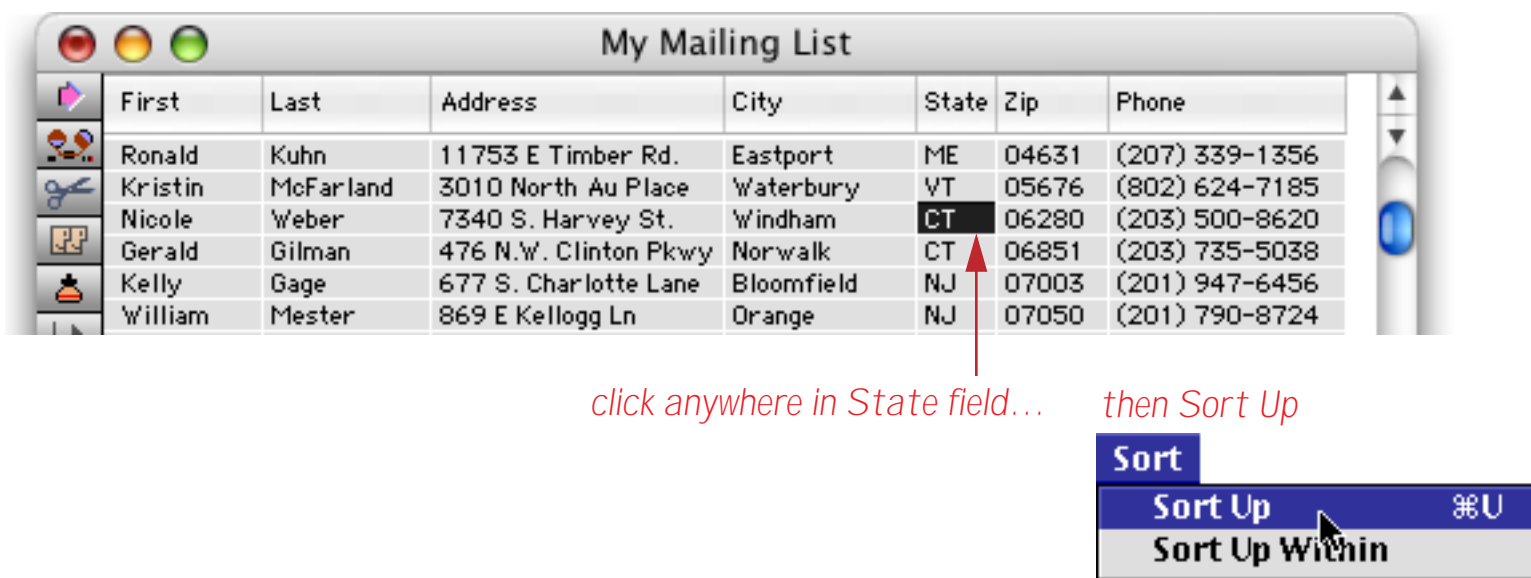 My Mailing List
First Last Address City State Zip Phone
Ronald Kuhn 11753 E Timber Rd. Eastport ME 04631 (207) 339-1356
Kristin McFarland 3010 North Au Place Waterbury VT 05676 (802) 624-7185
Nicole Weber 7340 S. Harvey St. Windham CT 06280 (203) 500-8620
Gerald Gilman 476 N.W. Clinton Pkwy Norwalk CT 06851 (203) 735-5038
Kelly Gage 677 S. Charlotte Lane Bloomfield NJ 07003 (201) 947-6456
William Mester 869 E Kellogg Ln Orange NJ 07050 (201) 790-8724
click anywhere in State field... then Sort Up
Sort
Sort Up ⌘U
Sort Up Within